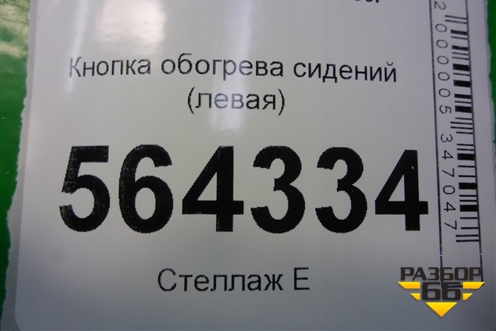 Кнопка обогрева сидений
(левая)
564334
Стеллаж Е
2000005347047
РАЗБОР
66